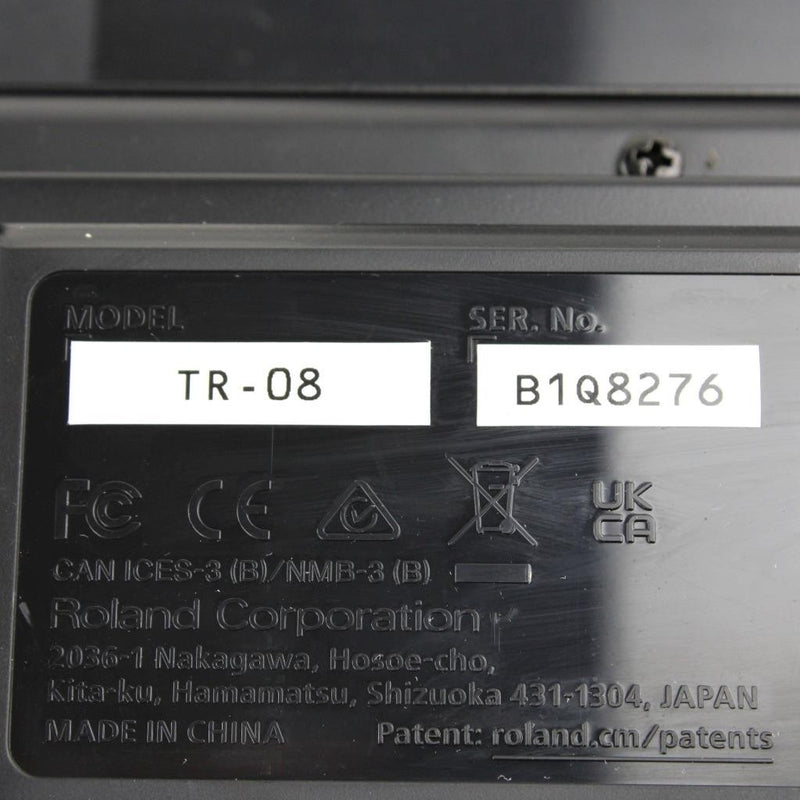 MODEL SER. No.
TR-08 B1Q8276
FC CE UK
CA
CAN ICES-3 (B)/NMB-3 (B)
Roland Corporation
2036-1 Nakagawa, Hosoe-cho,
Kita-ku, Hamamatsu, Shizuoka 431-1304, JAPAN
MADE IN CHINA Patent: roland.cm/patents